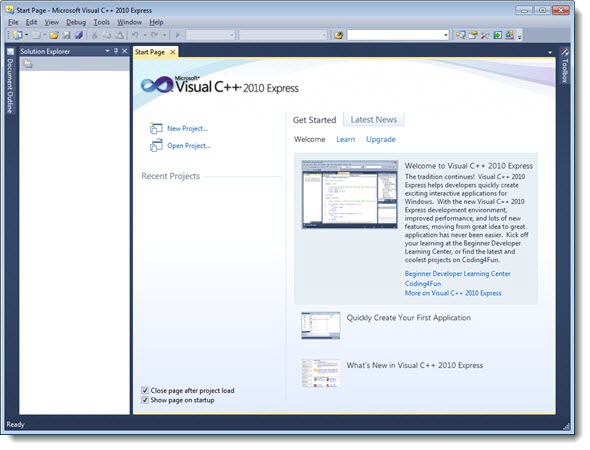 Start Page - Microsoft Visual C++ 2010 Express
File Edit View Debug Tools Window Help
Solution Explorer
Start Page
Document Outline
Toolbox
Microsoft®
Visual C++ 2010 Express
New Project...
Open Project...
Recent Projects
Get Started Latest News
Welcome Learn Upgrade
Welcome to Visual C++ 2010 Express
The tradition continues! Visual C++ 2010
Express helps developers quickly create
exciting interactive applications for
Windows. With the new Visual C++ 2010
Express development environment,
improved performance, and lots of new
features, moving from great idea to great
application has never been easier. Kick off
your learning at the Beginner Developer
Learning Center, or find the latest and
coolest projects on Coding4Fun.
Beginner Developer Learning Center
Coding4Fun
More on Visual C++ 2010 Express
Quickly Create Your First Application
What's New in Visual C++ 2010 Express
Close page after project load
Show page on startup
Ready